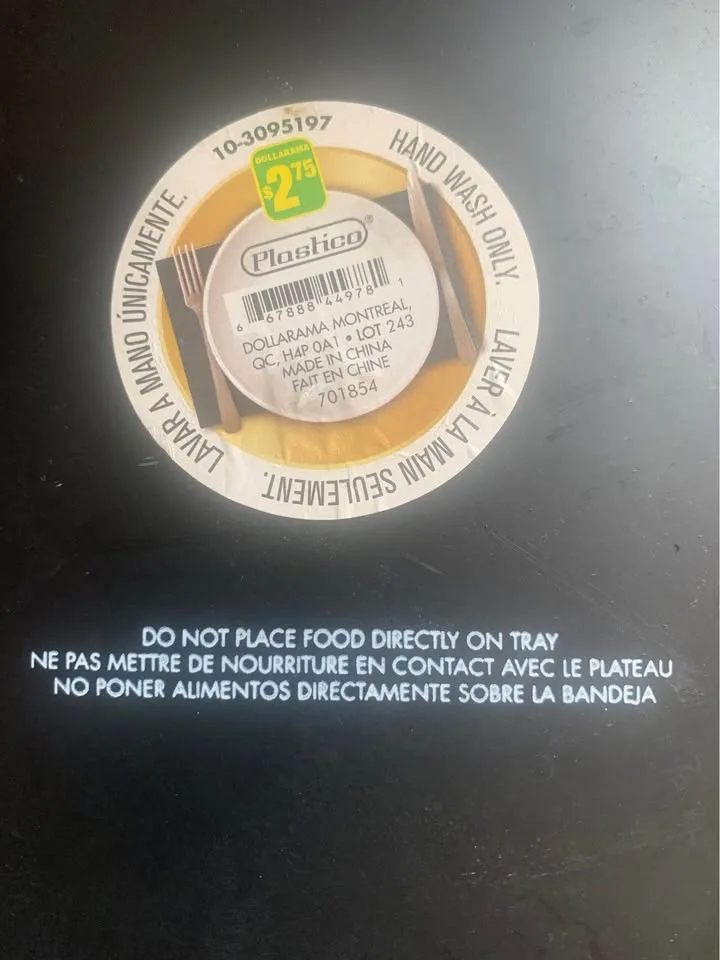 10-3095197
HAND WASH ONLY.
LAVER À LA MAIN SEULEMENT.
LAVAR A MANO ÚNICAMENTE.
DOLLARAMA
$2.75
Plastico®
6 67888 44978 1
DOLLARAMA MONTREAL,
QC, H4P 0A1 • LOT 243
MADE IN CHINA
FAIT EN CHINE
701854
DO NOT PLACE FOOD DIRECTLY ON TRAY
NE PAS METTRE DE NOURRITURE EN CONTACT AVEC LE PLATEAU
NO PONER ALIMENTOS DIRECTAMENTE SOBRE LA BANDEJA